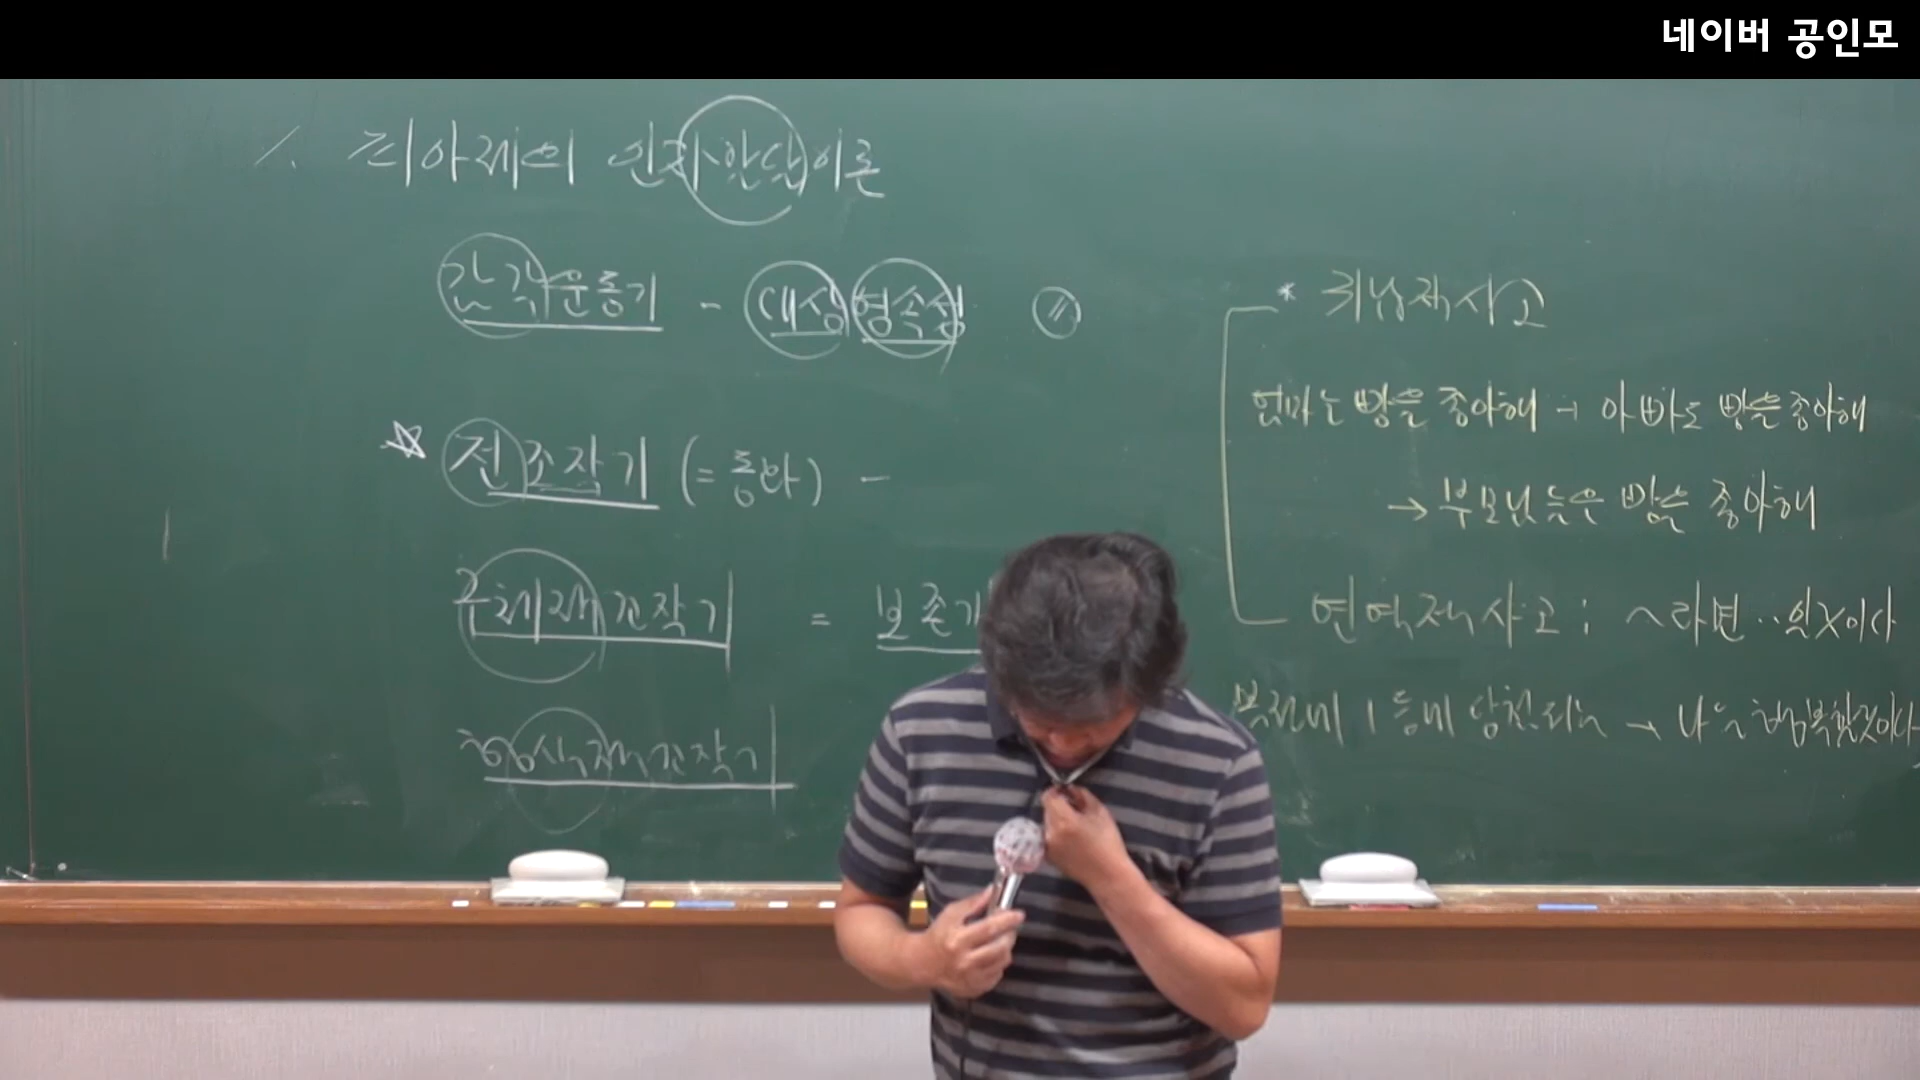 네이버 공인모
1. 피아제의 인지발달이론
감각운동기 - 대상영속성
☆ 전조작기 (= 동화) -
구체적조작기 = 보존개
형식적조작기
* 귀납적사고
엄마는 빵을 좋아해 → 아빠도 빵을 좋아해
→ 부모님들은 빵을 좋아해
연역적사고 : ~라면 ‥일것이다
복권에 1등에 당첨되면 → 나는 행복할것이다